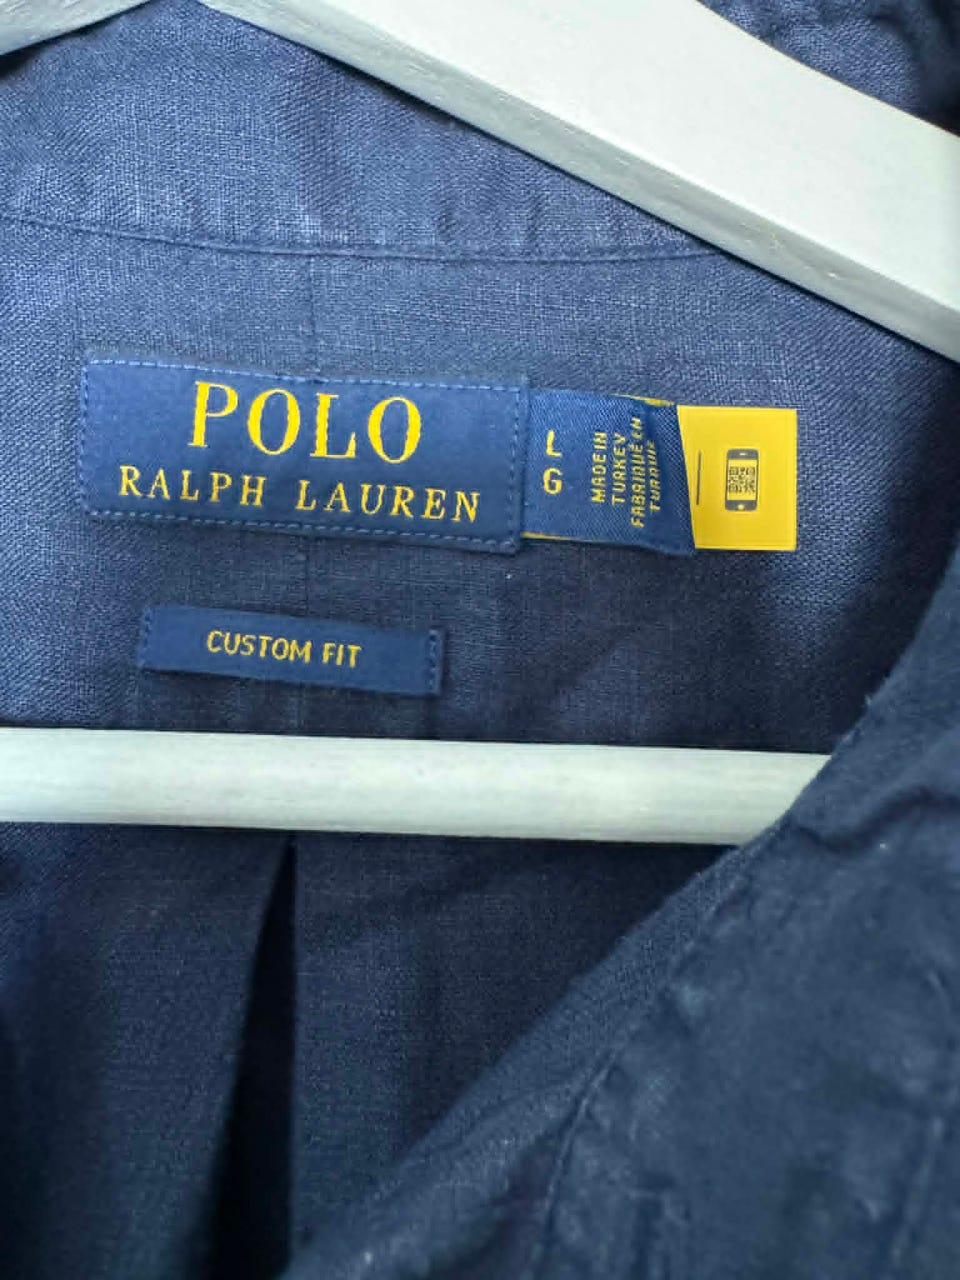 POLO
RALPH LAUREN
L
G
MADE IN
TURKEY
FABRIQUÉ EN
TURQUIE
CUSTOM FIT